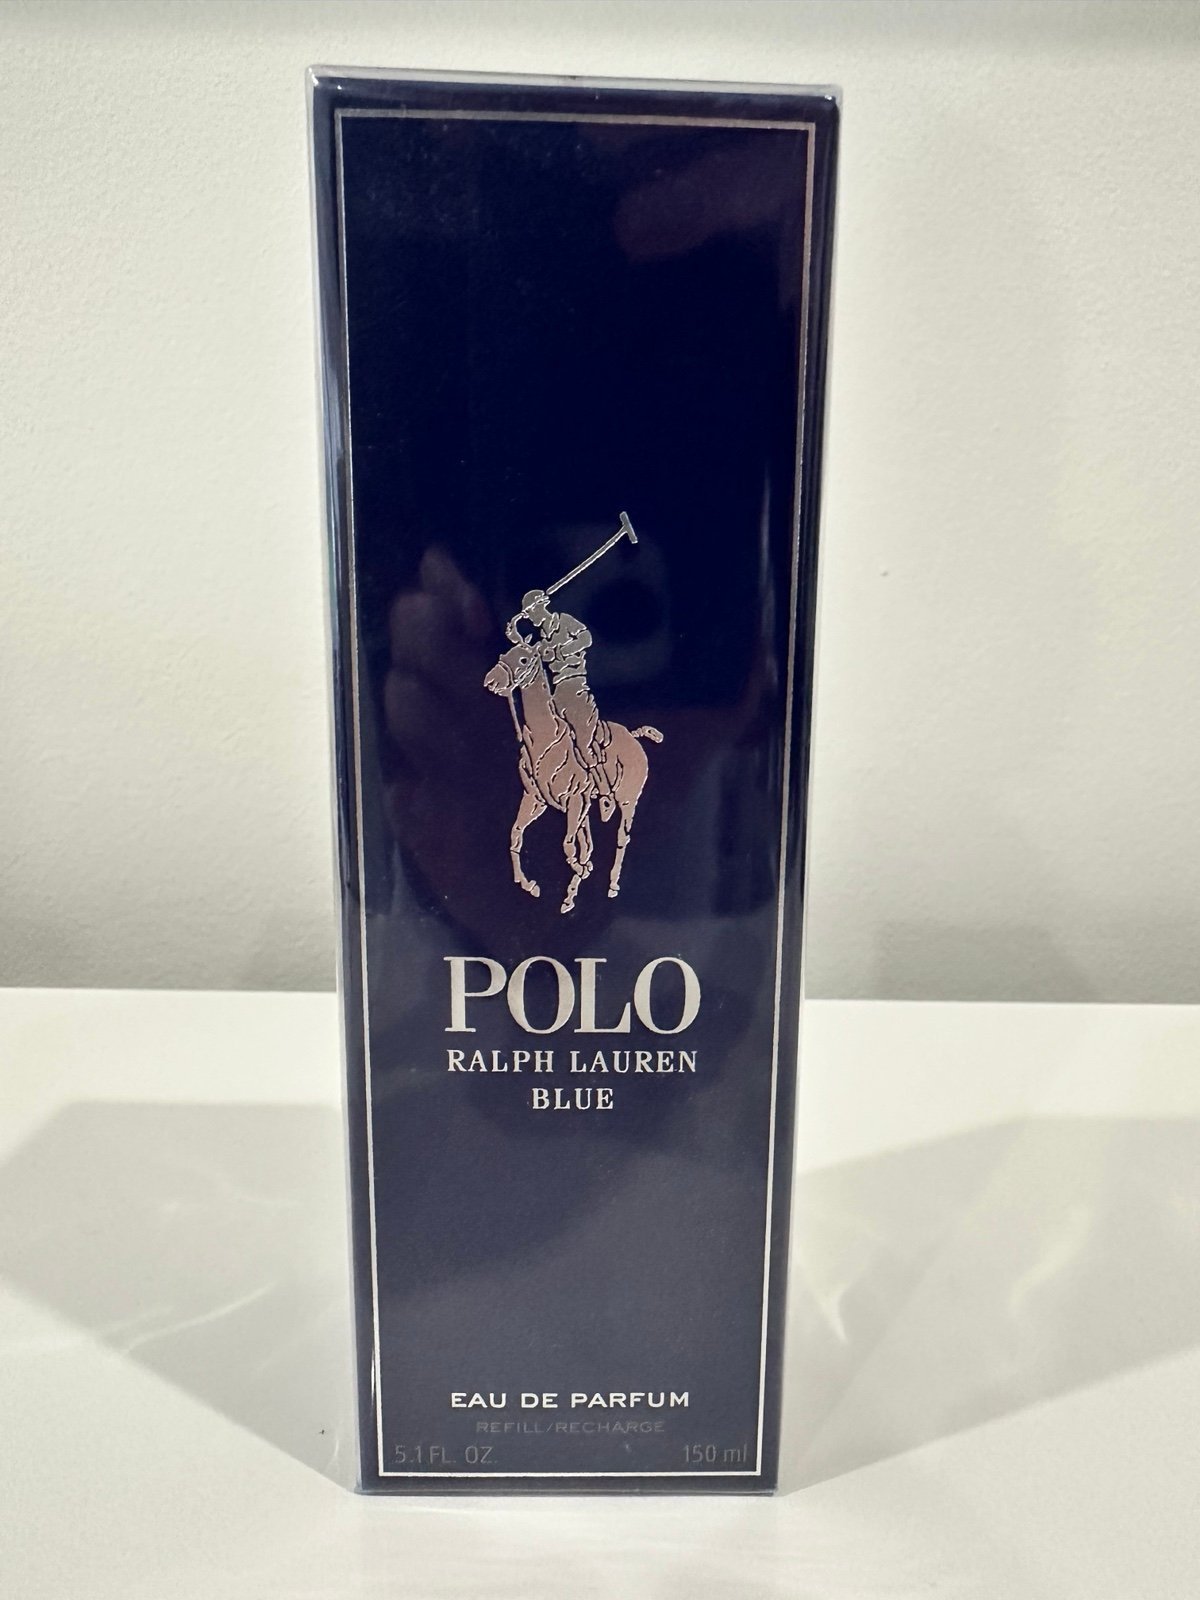 POLO
RALPH LAUREN
BLUE
EAU DE PARFUM
REFILL/RECHARGE
5.1 FL. OZ. 150 ml